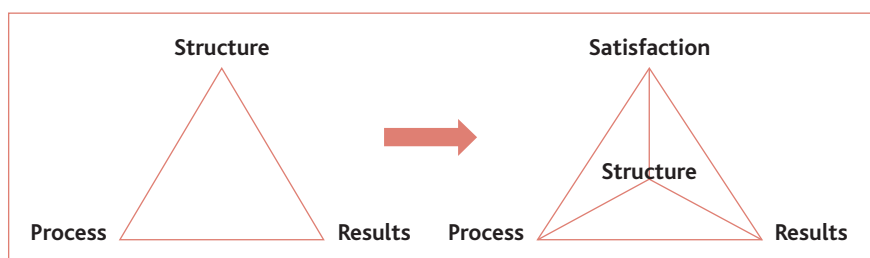 Structure
Process
Results
Satisfaction
Structure
Process
Results